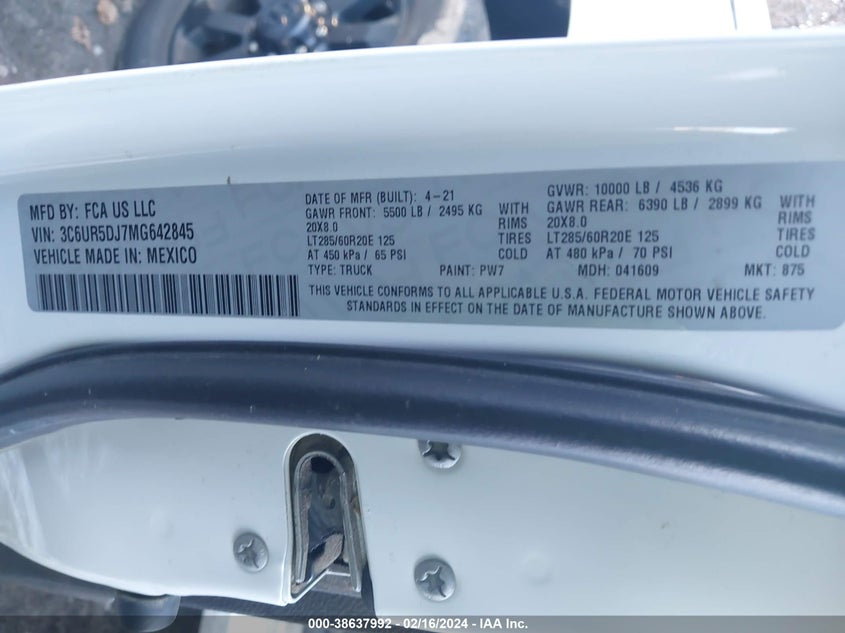 MFD BY: FCA US LLC
VIN: 3C6UR5DJ7MG642845
VEHICLE MADE IN: MEXICO
DATE OF MFR (BUILT): 4-21
GAWR FRONT: 5500 LB / 2495 KG WITH
20X8.0 RIMS
LT285/60R20E 125 TIRES
AT 450 kPa / 65 PSI COLD
TYPE: TRUCK PAINT: PW7
GVWR: 10000 LB / 4536 KG
GAWR REAR: 6390 LB / 2899 KG WITH
20X8.0 RIMS
LT285/60R20E 125 TIRES
AT 480 kPa / 70 PSI COLD
MDH: 041609 MKT: 875
THIS VEHICLE CONFORMS TO ALL APPLICABLE U.S.A. FEDERAL MOTOR VEHICLE SAFETY
STANDARDS IN EFFECT ON THE DATE OF MANUFACTURE SHOWN ABOVE.
000-38637992 - 02/16/2024 - IAA Inc.